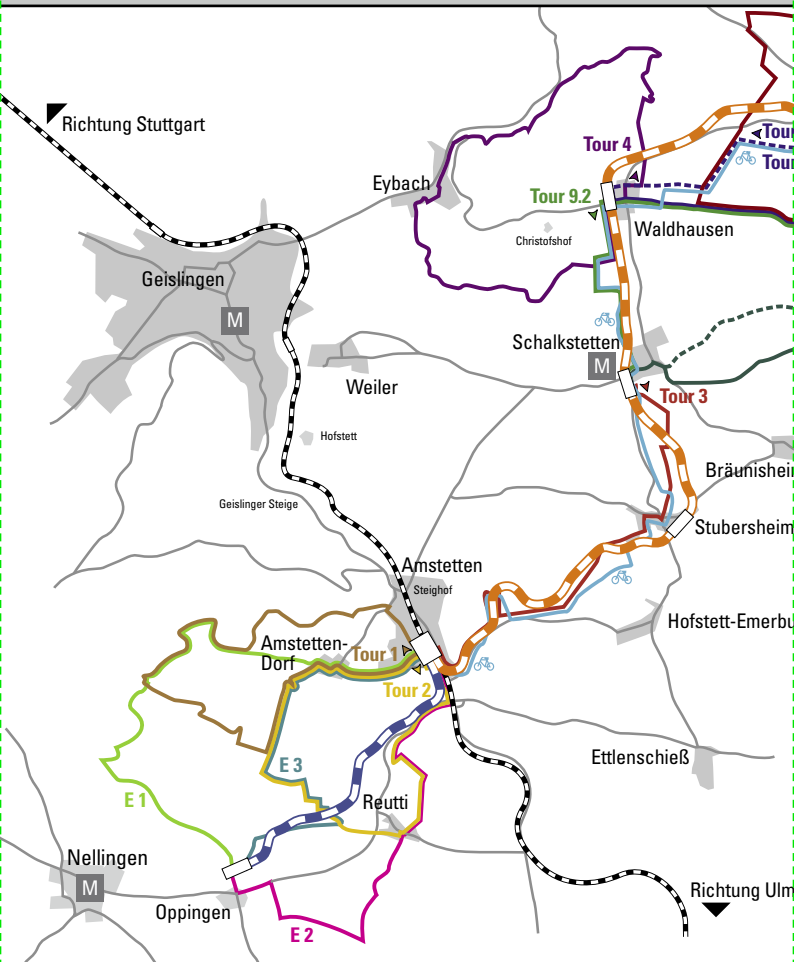 Richtung Stuttgart
Tour 4
Tour
Tour
Eybach
Tour 9.2
Waldhausen
Christofshof
Geislingen
M
Schalkstetten
M
Weiler
Tour 3
Hofstett
Bräunishei
Geislinger Steige
Stubersheim
Amstetten
Steighof
Hofstett-Emerbu
Amstetten-
Dorf
Tour 1
Tour 2
Ettlenschieß
E 3
E 1
Reutti
Nellingen
M
Richtung Ulm
Oppingen
E 2